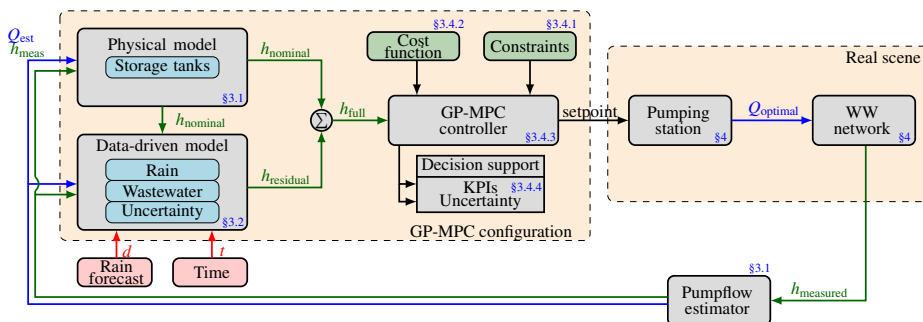 Q_est
h_meas
Physical model
Storage tanks
§3.1
h_nominal
h_nominal
Data-driven model
Rain
Wastewater
Uncertainty
§3.2
h_residual
d
t
Rain
forecast
Time
Σ
h_full
§3.4.2
Cost
function
§3.4.1
Constraints
GP-MPC
controller
§3.4.3
setpoint
Decision support
KPIs
§3.4.4
Uncertainty
GP-MPC configuration
Real scene
Pumping
station
§4
Q_optimal
WW
network
§4
§3.1
Pumpflow
estimator
h_measured